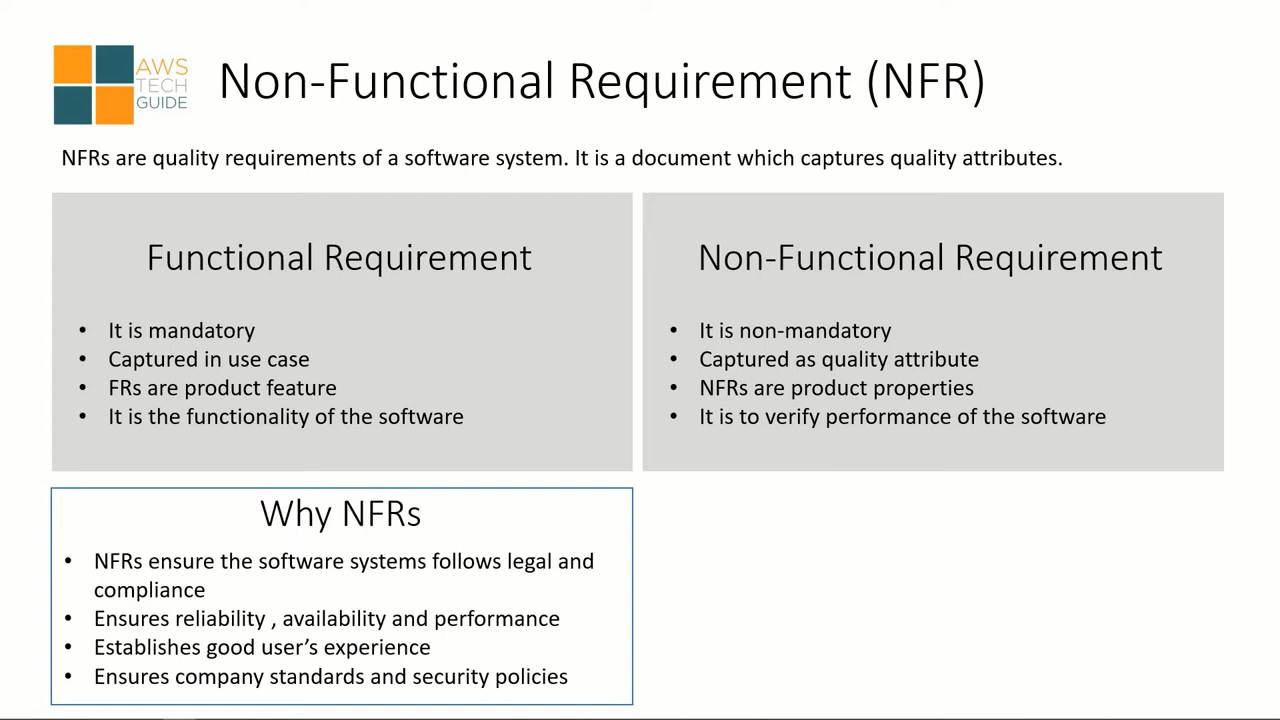 AWS
TECH
GUIDE
Non-Functional Requirement (NFR)
NFRs are quality requirements of a software system. It is a document which captures quality attributes.
Functional Requirement
• It is mandatory
• Captured in use case
• FRs are product feature
• It is the functionality of the software
Non-Functional Requirement
• It is non-mandatory
• Captured as quality attribute
• NFRs are product properties
• It is to verify performance of the software
Why NFRs
• NFRs ensure the software systems follows legal and
compliance
• Ensures reliability , availability and performance
• Establishes good user’s experience
• Ensures company standards and security policies